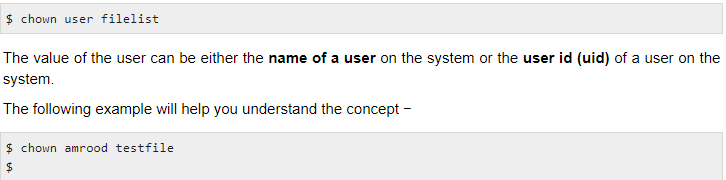 $ chown user filelist
The value of the user can be either the name of a user on the system or the user id (uid) of a user on the
system.
The following example will help you understand the concept −
$ chown amrood testfile
$